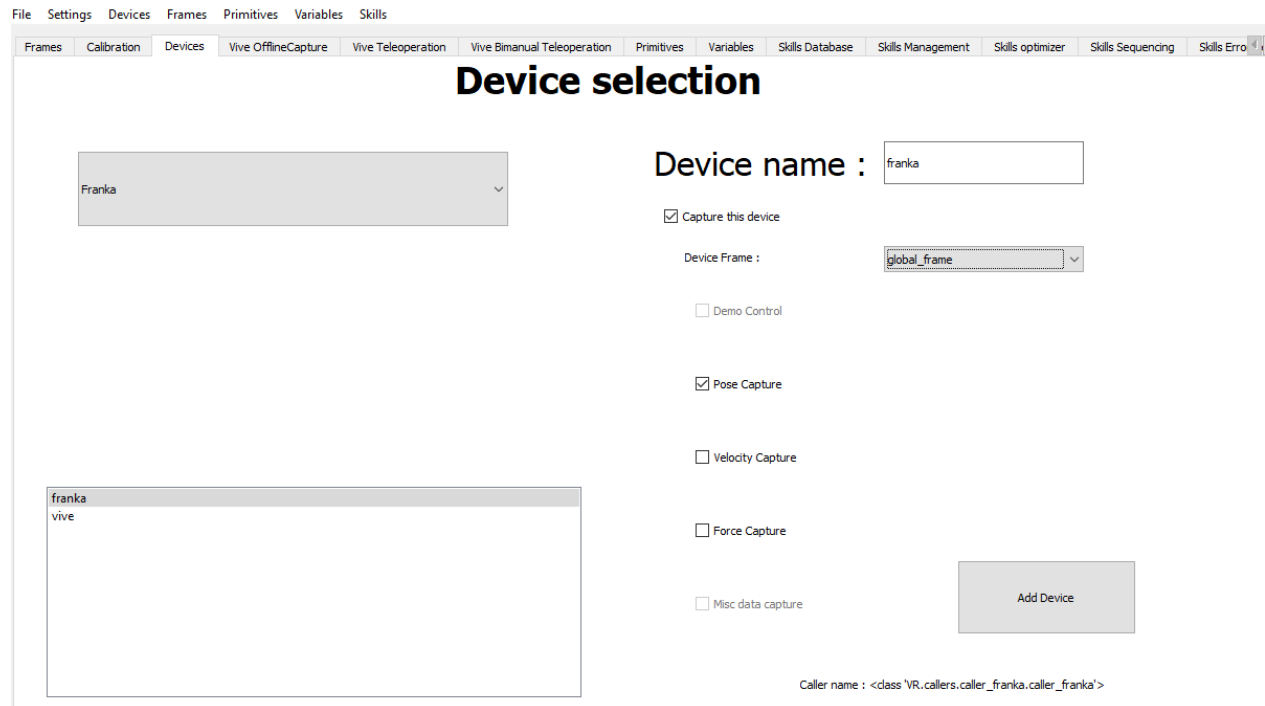 File Settings Devices Frames Primitives Variables Skills
Frames Calibration Devices Vive OfflineCapture Vive Teleoperation Vive Bimanual Teleoperation Primitives Variables Skills Database Skills Management Skills optimizer Skills Sequencing Skills Erro
Device selection
Franka
Device name : franka
Capture this device
Device Frame : global_frame
Demo Control
Pose Capture
Velocity Capture
franka
vive
Force Capture
Misc data capture
Add Device
Caller name : <class 'VR.callers.caller_franka.caller_franka'>